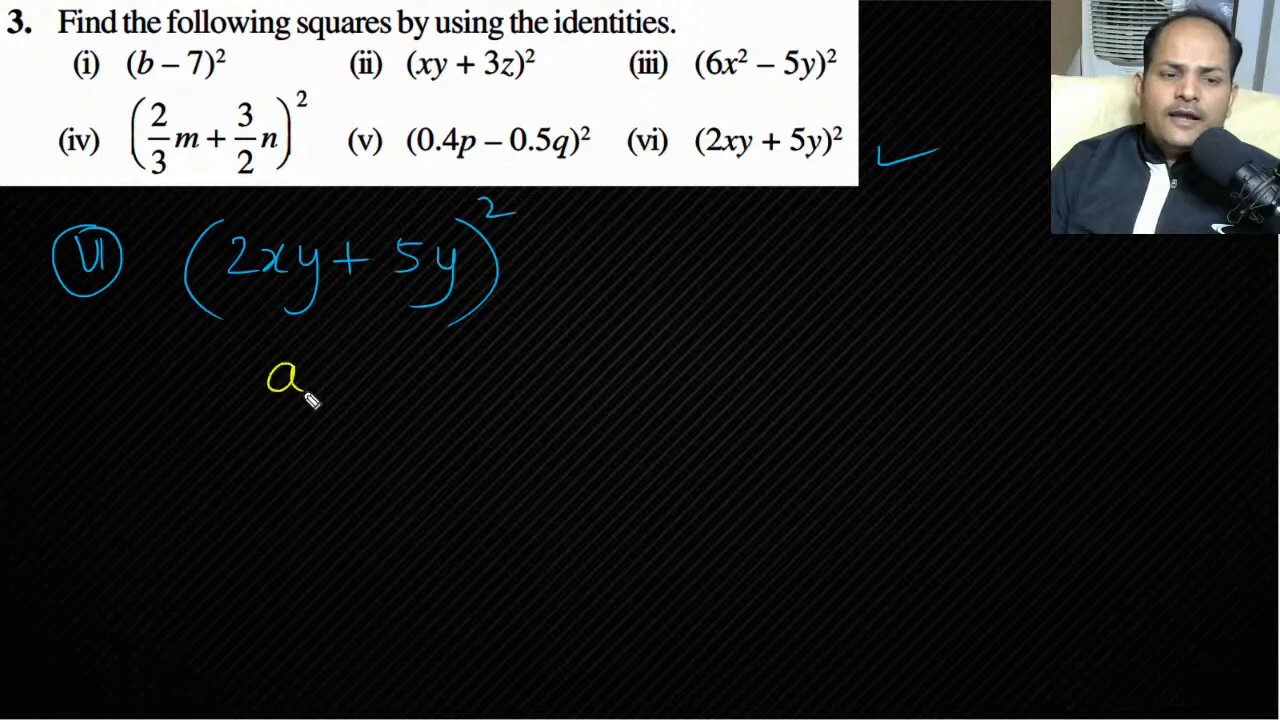 3. Find the following squares by using the identities.
(i) (b – 7)² (ii) (xy + 3z)² (iii) (6x² – 5y)²
(iv) (2/3 m + 3/2 n)² (v) (0.4p – 0.5q)² (vi) (2xy + 5y)²
VI (2xy + 5y)²
a